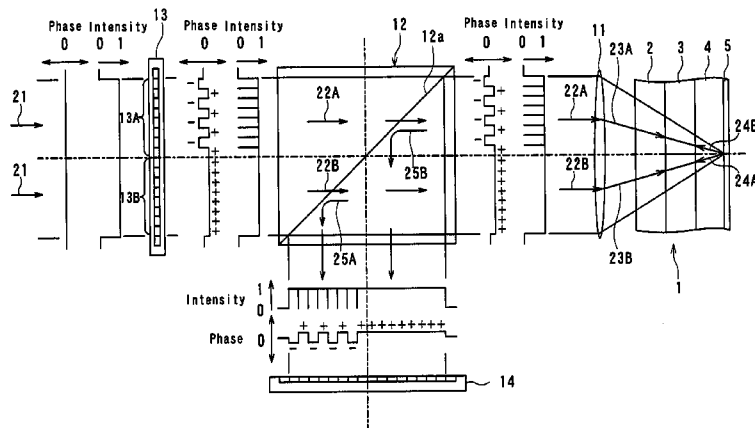 Phase Intensity
0 0 1
13
Phase Intensity
0 0 1
12
12a
Phase Intensity
0 0 1
11
2 3 4 5
23A
21
13A
22A
22A
24B
21
13B
22B
25B
22B
24A
25A
23B
1
Intensity 1
0
Phase 0
14